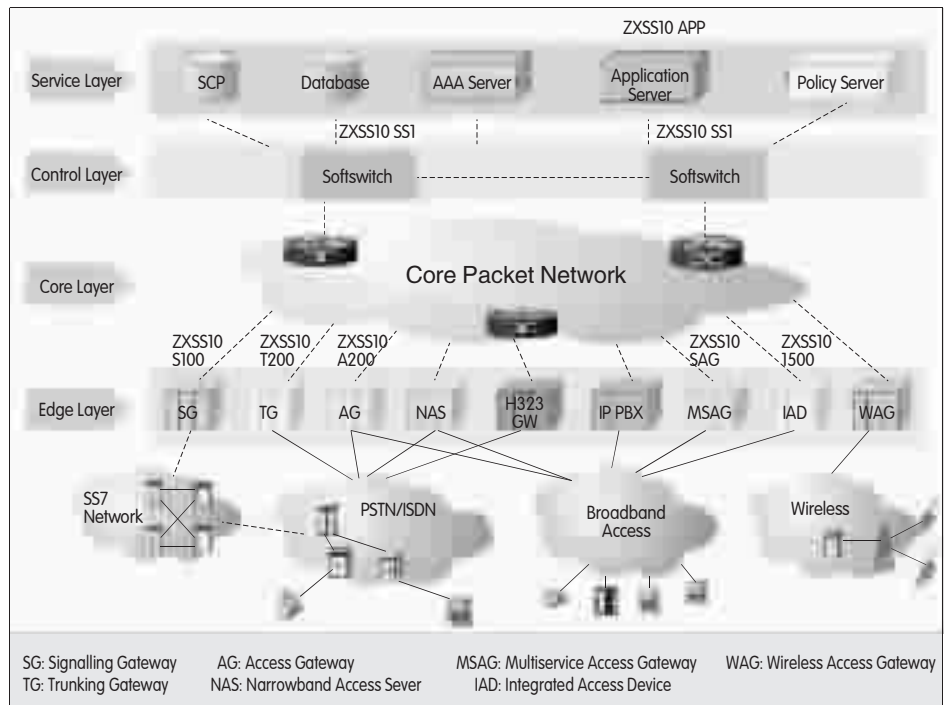 ZXSS10 APP
Service Layer
SCP
Database
AAA Server
Application
Server
Policy Server
ZXSS10 SS1
ZXSS10 SS1
Control Layer
Softswitch
Softswitch
Core Layer
Core Packet Network
ZXSS10
S100
ZXSS10
T200
ZXSS10
A200
ZXSS10
SAG
ZXSS10
1500
Edge Layer
SG
TG
AG
NAS
H323
GW
IP PBX
MSAG
IAD
WAG
SS7
Network
PSTN/ISDN
Broadband
Access
Wireless
SG: Signalling Gateway AG: Access Gateway MSAG: Multiservice Access Gateway WAG: Wireless Access Gateway
TG: Trunking Gateway NAS: Narrowband Access Sever IAD: Integrated Access Device